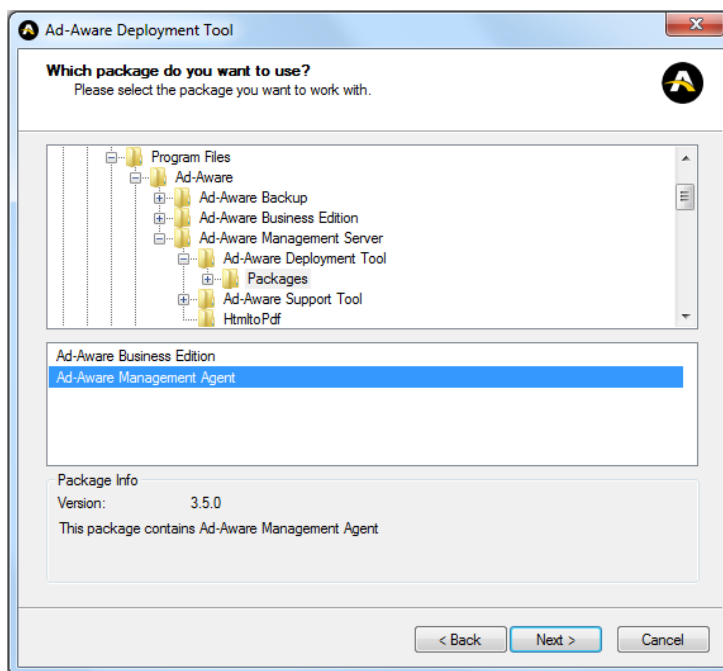 Ad-Aware Deployment Tool
Which package do you want to use?
Please select the package you want to work with.
Program Files
Ad-Aware
Ad-Aware Backup
Ad-Aware Business Edition
Ad-Aware Management Server
Ad-Aware Deployment Tool
Packages
Ad-Aware Support Tool
HtmltoPdf
Ad-Aware Business Edition
Ad-Aware Management Agent
Package Info
Version: 3.5.0
This package contains Ad-Aware Management Agent
< Back Next > Cancel